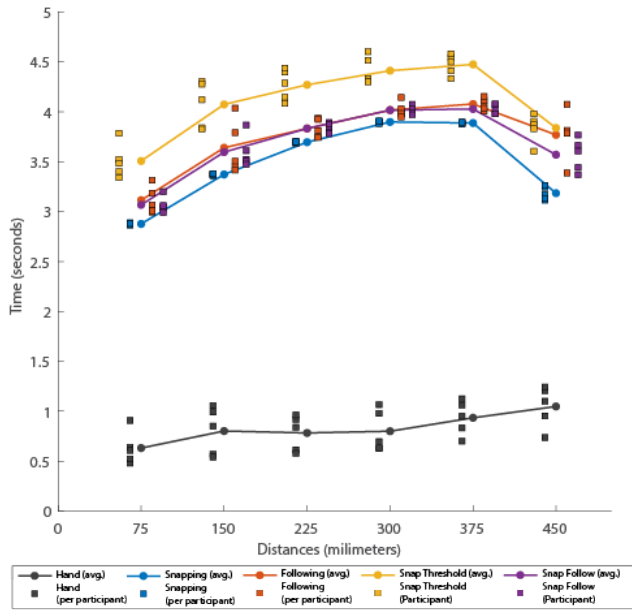 5
4.5
4
3.5
3
2.5
2
1.5
1
0.5
0
Time (seconds)
0 75 150 225 300 375 450
Distances (milimeters)
Hand (avg.) Snapping (avg.) Following (avg.) Snap Threshold (avg.) Snap Follow (avg.)
Hand Snapping Following Snap Threshold Snap Follow
(per participant) (per participant) (per participant) (Participant) (Participant)